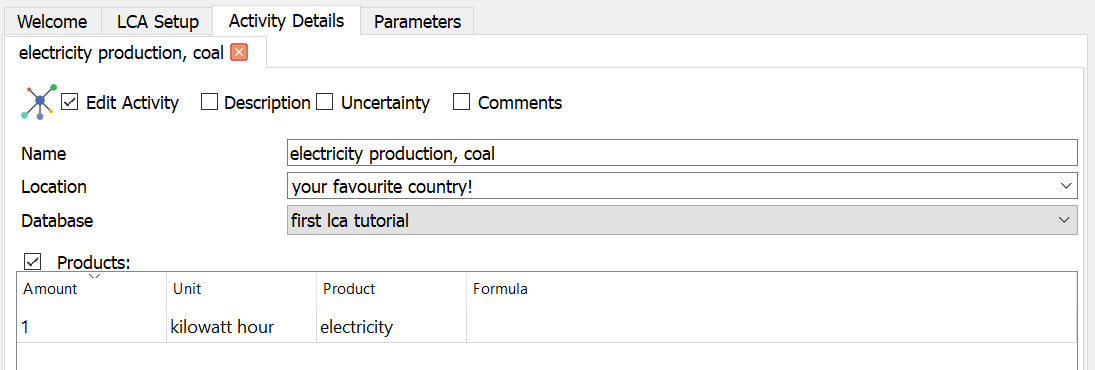 Welcome LCA Setup Activity Details Parameters
electricity production, coal
Edit Activity Description Uncertainty Comments
Name electricity production, coal
Location your favourite country!
Database first lca tutorial
Products:
Amount Unit Product Formula
1 kilowatt hour electricity